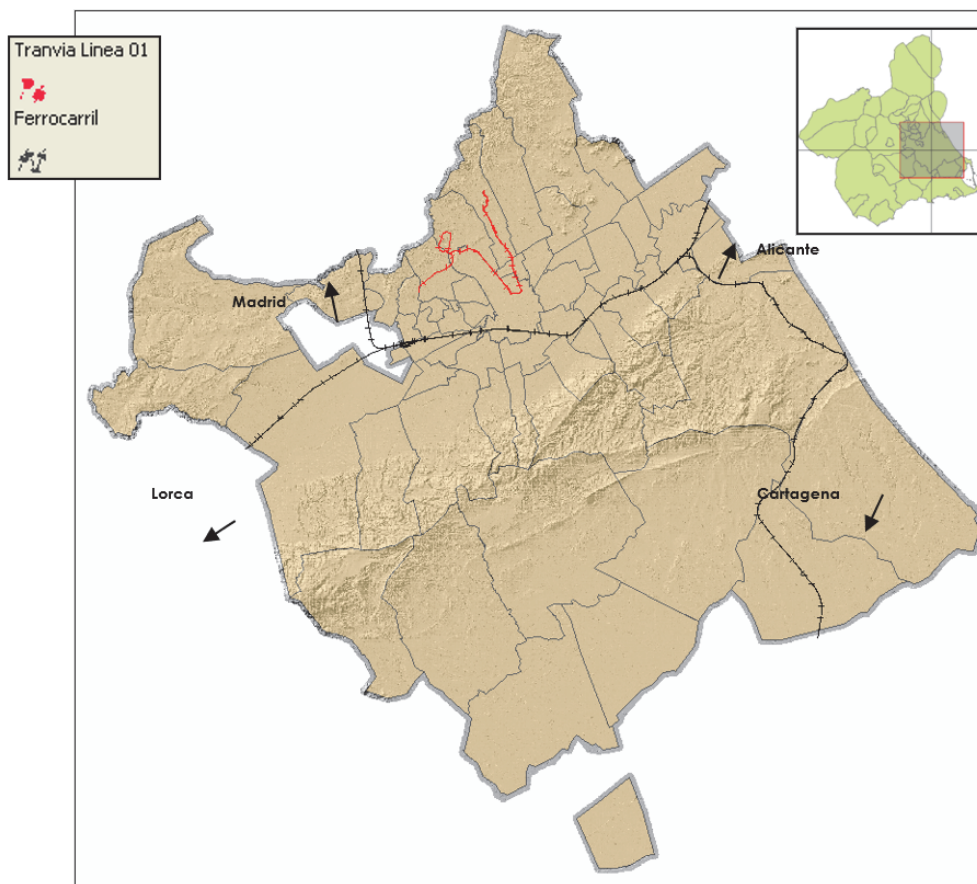 Tranvia Linea 01
Ferrocarril
Alicante
Madrid
Lorca
Cartagena